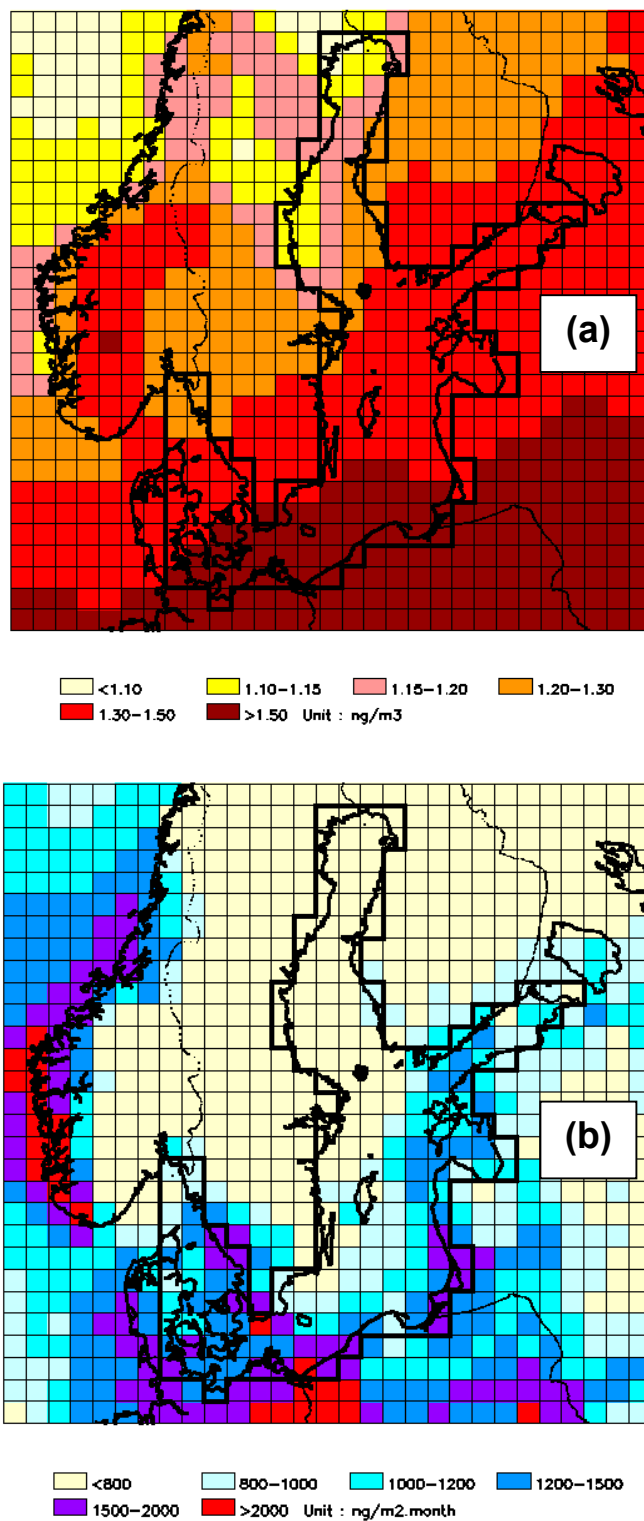 (a)
<1.10 1.10-1.15 1.15-1.20 1.20-1.30
1.30-1.50 >1.50 Unit : ng/m3
(b)
<800 800-1000 1000-1200 1200-1500
1500-2000 >2000 Unit : ng/m2.month